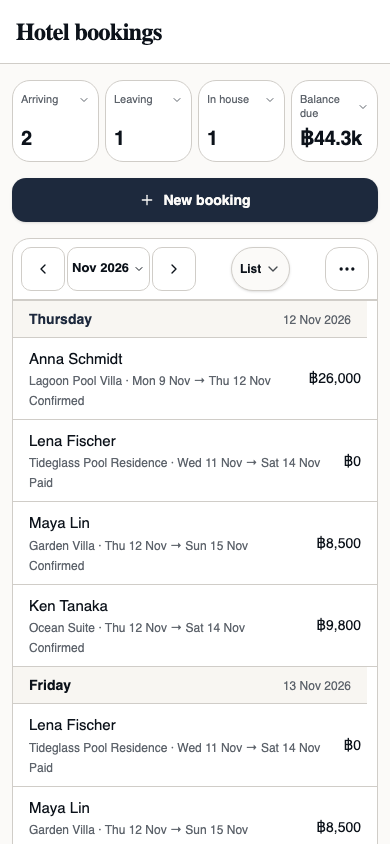 Hotel bookings
Arriving
2
Leaving
1
In house
1
Balance
due
฿44.3k
+ New booking
Nov 2026
List
•••
Thursday 12 Nov 2026
Anna Schmidt
Lagoon Pool Villa · Mon 9 Nov → Thu 12 Nov
Confirmed
฿26,000
Lena Fischer
Tideglass Pool Residence · Wed 11 Nov → Sat 14 Nov
Paid
฿0
Maya Lin
Garden Villa · Thu 12 Nov → Sun 15 Nov
Confirmed
฿8,500
Ken Tanaka
Ocean Suite · Thu 12 Nov → Sat 14 Nov
Confirmed
฿9,800
Friday 13 Nov 2026
Lena Fischer
Tideglass Pool Residence · Wed 11 Nov → Sat 14 Nov
Paid
฿0
Maya Lin
Garden Villa · Thu 12 Nov → Sun 15 Nov
฿8,500